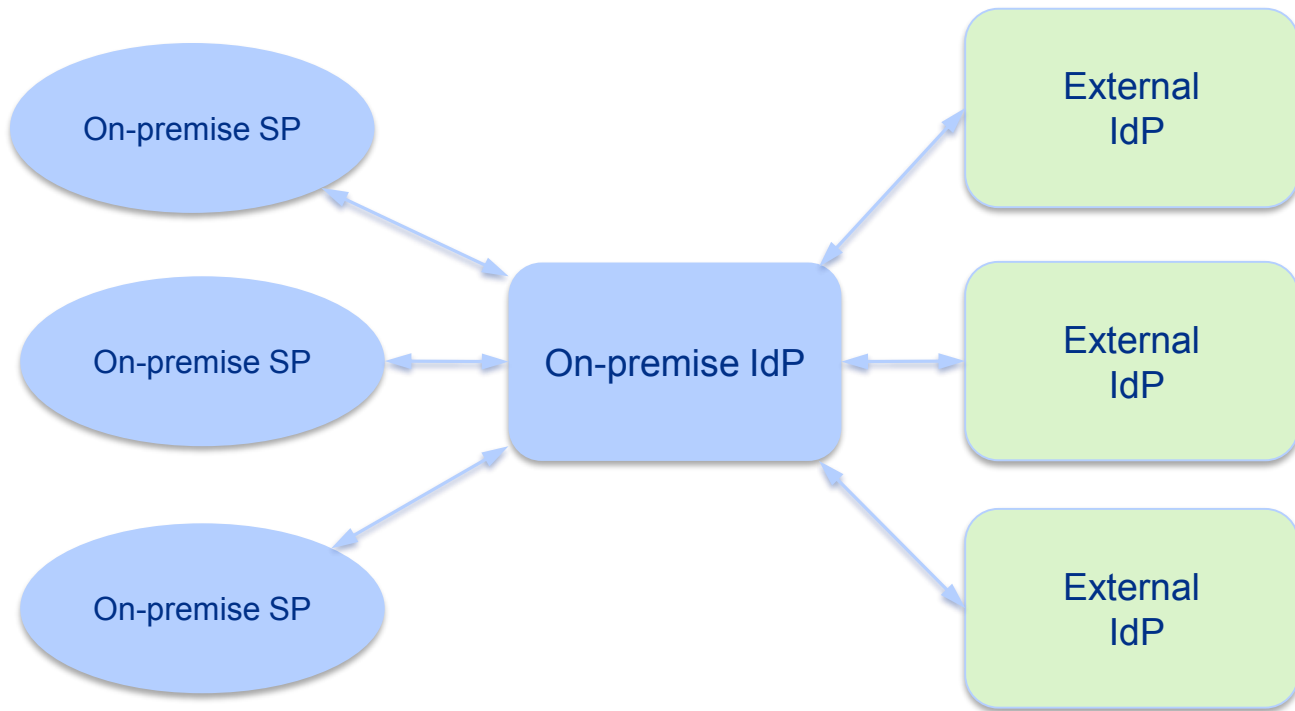 On-premise SP
On-premise SP
On-premise SP
On-premise IdP
External
IdP
External
IdP
External
IdP